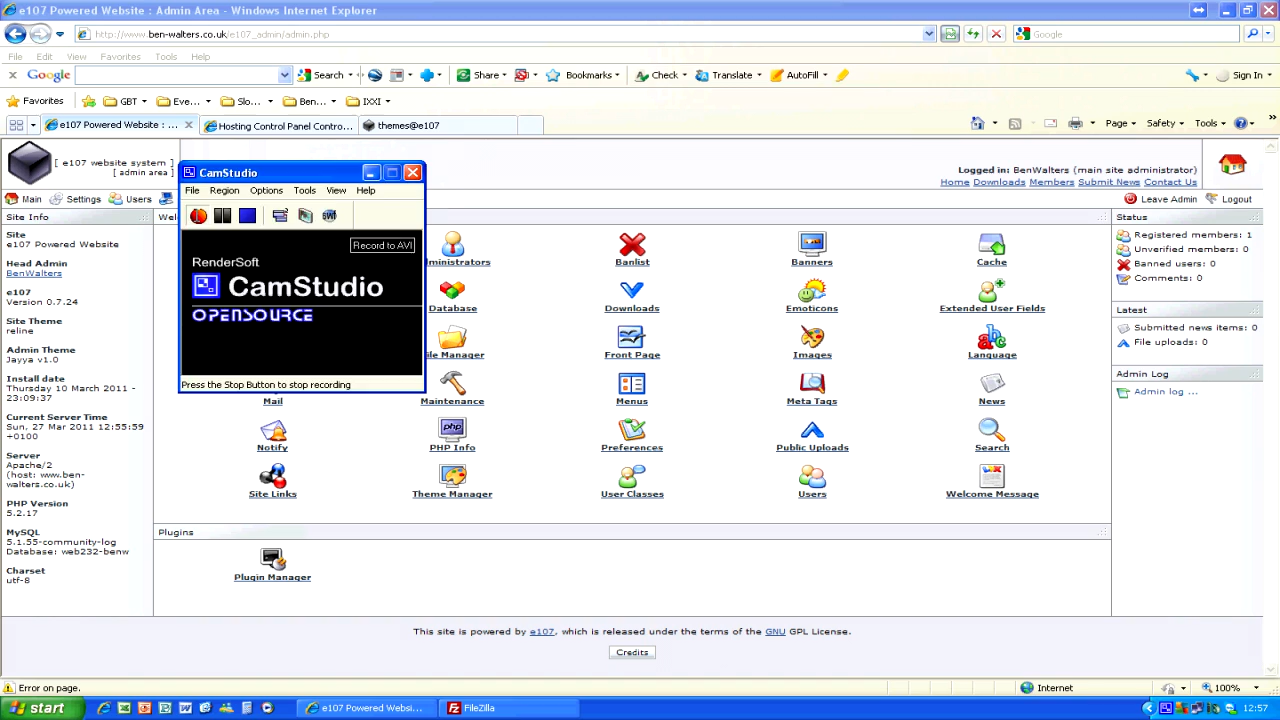 e107 Powered Website : Admin Area - Windows Internet Explorer
http://www.ben-walters.co.uk/e107_admin/admin.php
Google
File Edit View Favorites Tools Help
x Google Search Share Bookmarks Check Translate AutoFill Sign In
Favorites GBT Eve... Slo... Ben... IXXI
e107 Powered Website : ... Hosting Control Panel Contro... themes@e107 Page Safety Tools
[ e107 website system ]
[ admin area ]
Logged in: BenWalters (main site administrator)
Home Downloads Members Submit News Contact Us
Main Settings Users Leave Admin Logout
CamStudio
File Region Options Tools View Help
Record to AVI
RenderSoft
CamStudio
OPENSOURCE
Press the Stop Button to stop recording
Site Info
Site
e107 Powered Website
Head Admin
BenWalters
e107
Version 0.7.24
Site Theme
reline
Admin Theme
Jayya v1.0
Install date
Thursday 10 March 2011 -
23:09:37
Current Server Time
Sun, 27 Mar 2011 12:55:59
+0100
Server
Apache/2
(host: www.ben-
walters.co.uk)
PHP Version
5.2.17
MySQL
5.1.55-community-log
Database: web232-benw
Charset
utf-8
Wel
ministrators Banlist Banners Cache
Database Downloads Emoticons Extended User Fields
ile Manager Front Page Images Language
Mail Maintenance Menus Meta Tags News
Notify PHP Info Preferences Public Uploads Search
php
Site Links Theme Manager User Classes Users Welcome Message
Plugins
Plugin Manager
Status
Registered members: 1
Unverified members: 0
Banned users: 0
Comments: 0
Latest
Submitted news items: 0
File uploads: 0
Admin Log
Admin log ...
This site is powered by e107, which is released under the terms of the GNU GPL License.
Credits
Error on page. Internet 100%
start e107 Powered Websi... FileZilla 12:57